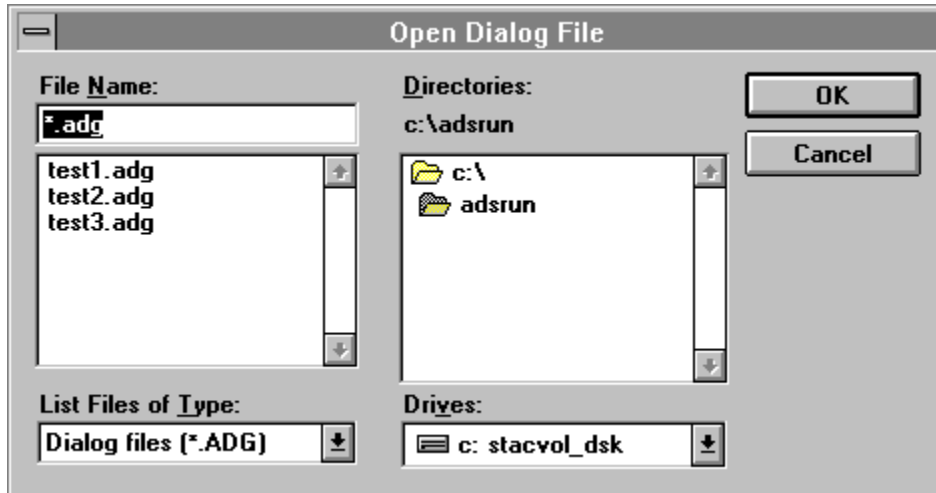 Open Dialog File
File Name:
*.adg
test1.adg
test2.adg
test3.adg
List Files of Type:
Dialog files (*.ADG)
Directories:
c:\adsrun
c:\
adsrun
Drives:
c: stacvol_dsk
OK
Cancel